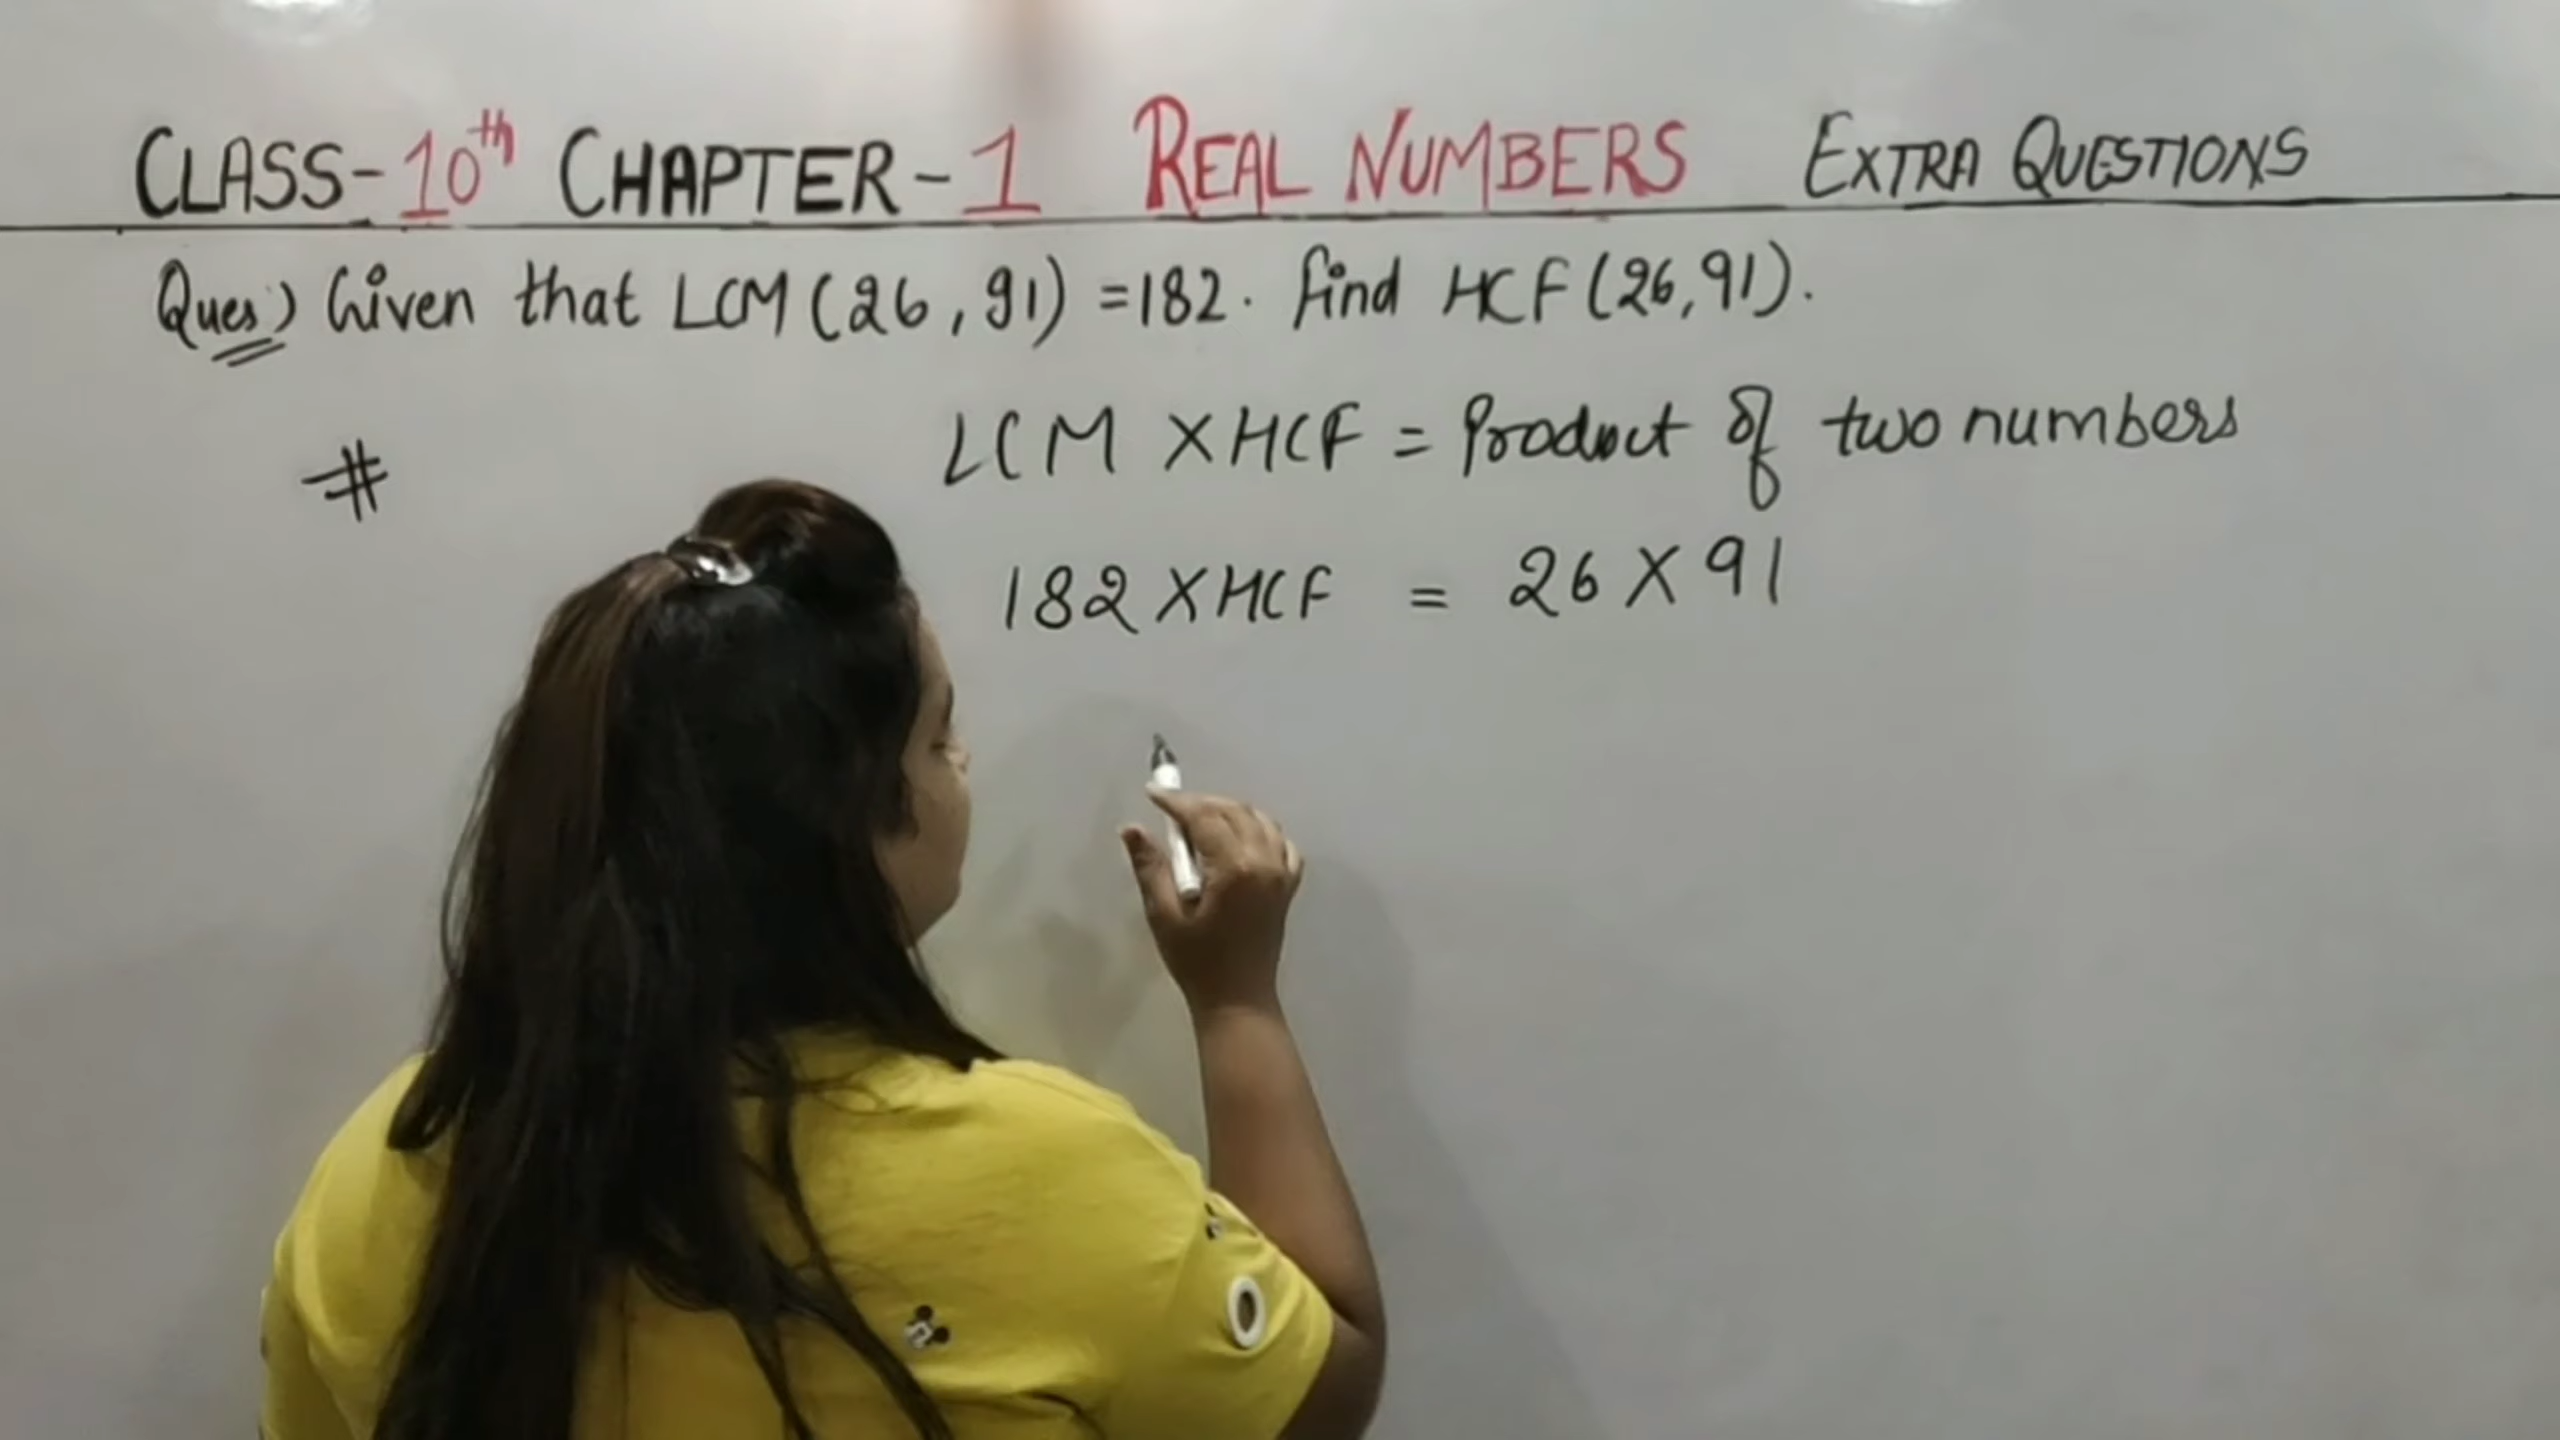 CLASS-10th CHAPTER-1 REAL NUMBERS EXTRA QUESTIONS
Ques) Given that LCM (26, 91) =182. find HCF (26,91).
# LCM X HCF = Product of two numbers
182 X HCF = 26 X 91